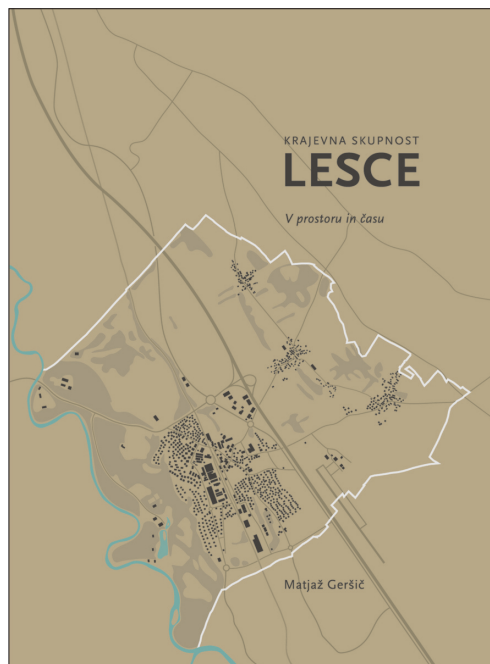 KRAJEVNA SKUPNOST
LESCE
V prostoru in času
Matjaž Geršič